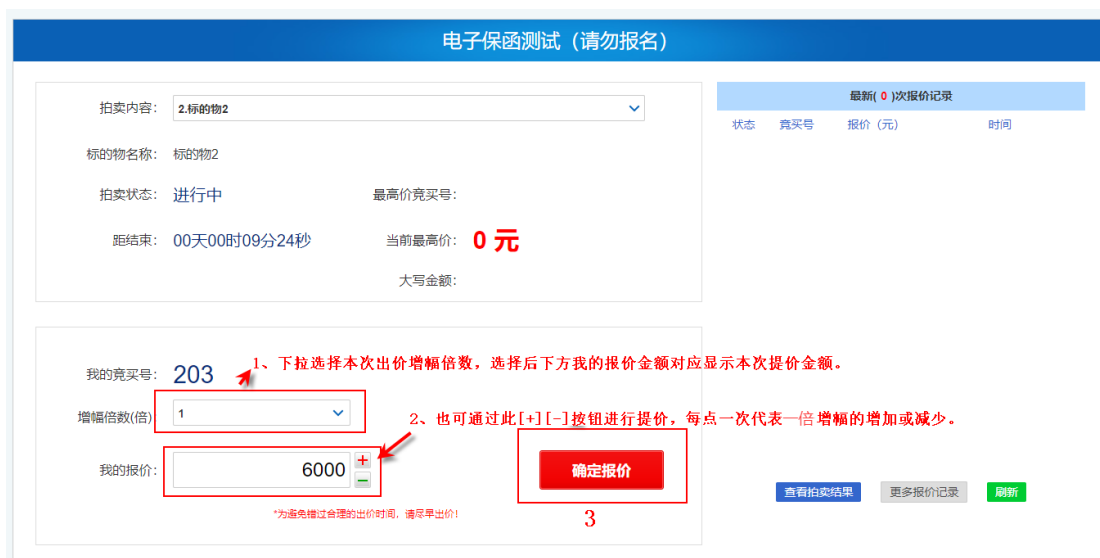 电子保函测试（请勿报名）
拍卖内容：
2.标的物2
标的物名称：
标的物2
拍卖状态：
进行中
最高价竞买号：
距结束：
00天00时09分24秒
当前最高价：
0 元
大写金额：
最新( 0 )次报价记录
状态
竞买号
报价（元）
时间
我的竞买号：
203
1、下拉选择本次出价增幅倍数，选择后下方我的报价金额对应显示本次提价金额。
增幅倍数(倍)
1
2、也可通过此[+][-]按钮进行提价，每点一次代表一倍增幅的增加或减少。
我的报价：
6000
+
−
确定报价
*为避免错过合理的出价时间，请尽早出价！
3
查看拍卖结果
更多报价记录
刷新